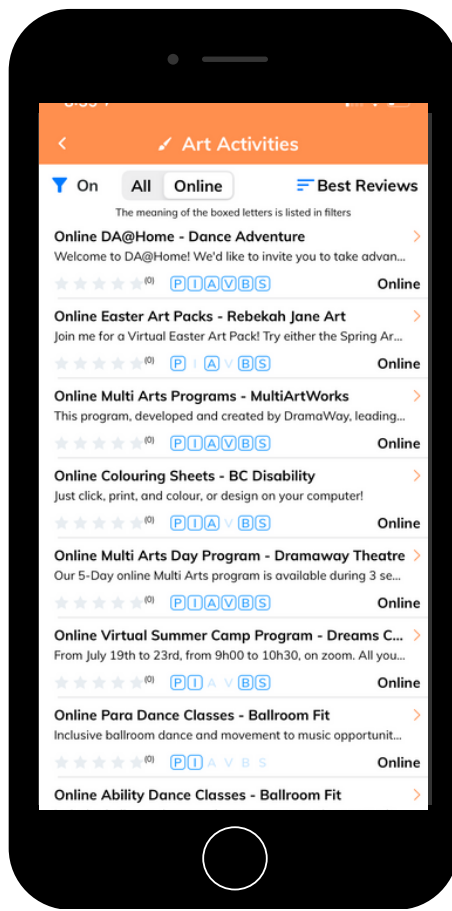 Art Activities
On All Online Best Reviews
The meaning of the boxed letters is listed in filters
Online DA@Home - Dance Adventure
Welcome to DA@Home! We'd like to invite you to take advan...
(0) P I A V B S Online
Online Easter Art Packs - Rebekah Jane Art
Join me for a Virtual Easter Art Pack! Try either the Spring Ar...
(0) P I A V B S Online
Online Multi Arts Programs - MultiArtWorks
This program, developed and created by DramaWay, leading...
(0) P I A V B S Online
Online Colouring Sheets - BC Disability
Just click, print, and colour, or design on your computer!
(0) P I A V B S Online
Online Multi Arts Day Program - Dramaway Theatre
Our 5-Day online Multi Arts program is available during 3 se...
(0) P I A V B S Online
Online Virtual Summer Camp Program - Dreams C...
From July 19th to 23rd, from 9h00 to 10h30, on zoom. All you...
(0) P I A V B S Online
Online Para Dance Classes - Ballroom Fit
Inclusive ballroom dance and movement to music opportunit...
(0) P I A V B S Online
Online Ability Dance Classes - Ballroom Fit